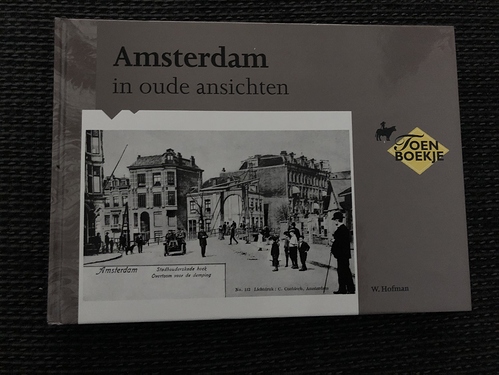 Amsterdam
in oude ansichten
TOEN
BOEKJE
Amsterdam
Stadhouderskade hoek
Overtoom voor de demping
W. Hofman